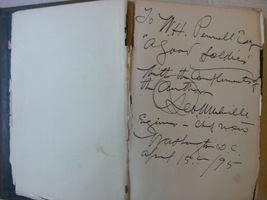 To W.H. Pennell Esq
"A Good Soldier"
With the Compliments of
the Author
Geo W Melville
Engineer-in-Chief
Washington D.C.
April 15th /95